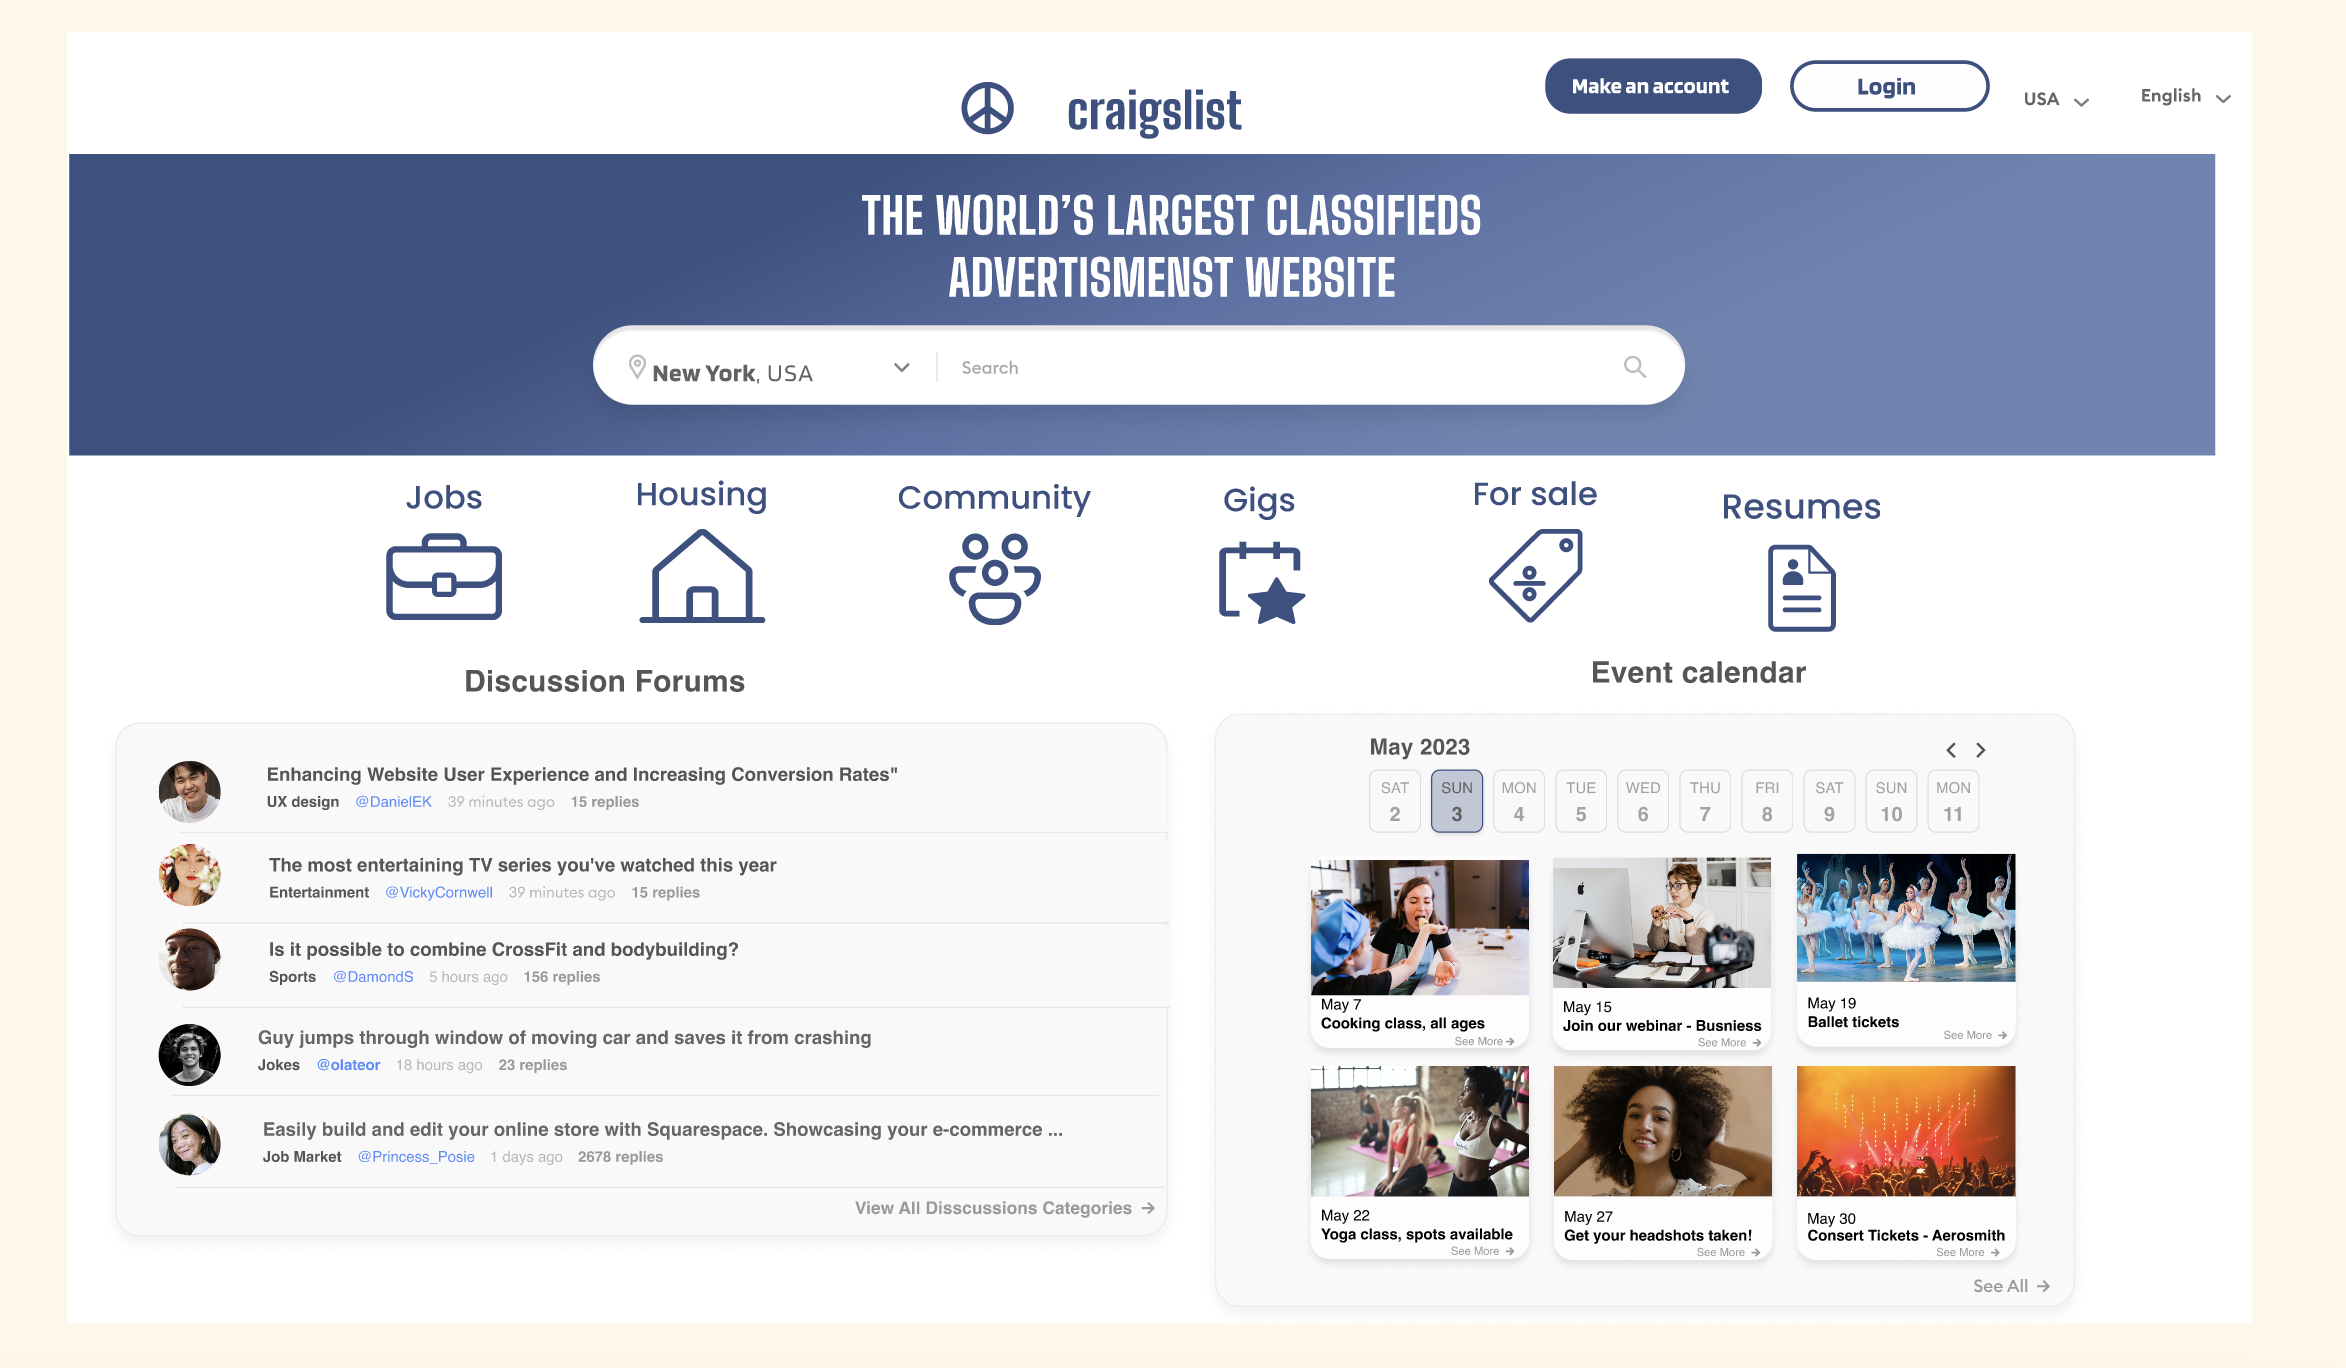 craigslist
Make an account
Login
USA
English
THE WORLD’S LARGEST CLASSIFIEDS
ADVERTISMENST WEBSITE
New York, USA
Search
Jobs
Housing
Community
Gigs
For sale
Resumes
Discussion Forums
Enhancing Website User Experience and Increasing Conversion Rates"
UX design @DanielEK 39 minutes ago 15 replies
The most entertaining TV series you've watched this year
Entertainment @VickyCornwell 39 minutes ago 15 replies
Is it possible to combine CrossFit and bodybuilding?
Sports @DamondS 5 hours ago 156 replies
Guy jumps through window of moving car and saves it from crashing
Jokes @olateor 18 hours ago 23 replies
Easily build and edit your online store with Squarespace. Showcasing your e-commerce ...
Job Market @Princess_Posie 1 days ago 2678 replies
View All Disscussions Categories
Event calendar
May 2023
SAT SUN MON TUE WED THU FRI SAT SUN MON
2 3 4 5 6 7 8 9 10 11
May 7
Cooking class, all ages
See More
May 15
Join our webinar - Busniess
See More
May 19
Ballet tickets
See More
May 22
Yoga class, spots available
See More
May 27
Get your headshots taken!
See More
May 30
Consert Tickets - Aerosmith
See More
See All